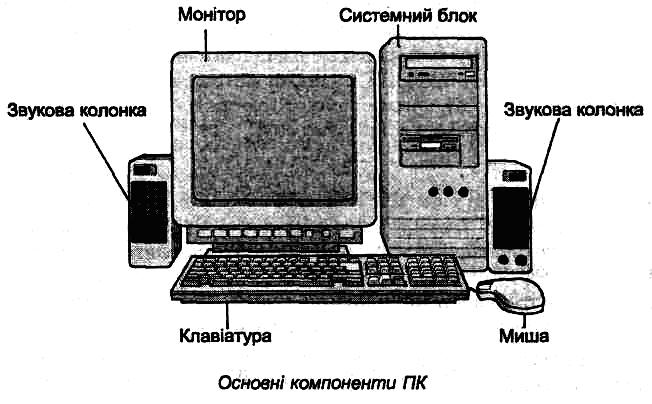 Монітор
Системний блок
Звукова колонка
Звукова колонка
Клавіатура
Миша
Основні компоненти ПК